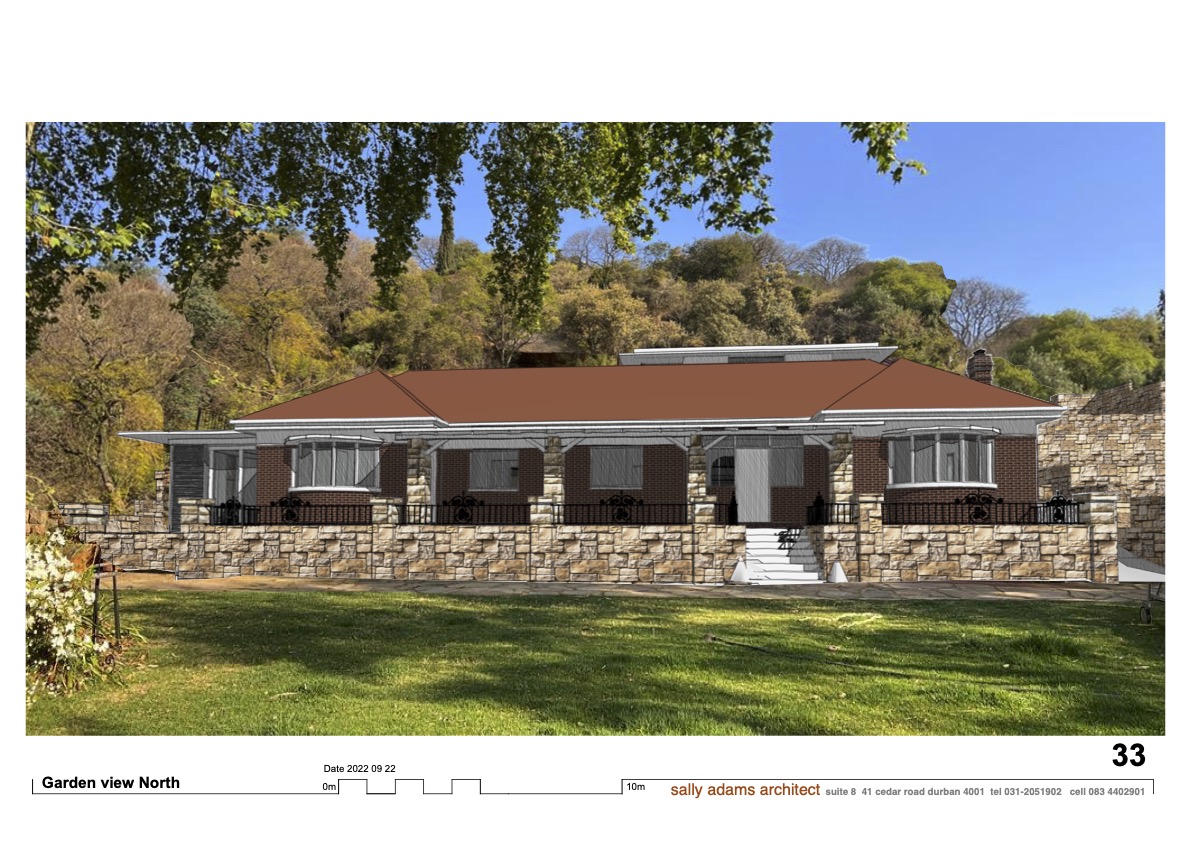 33
Date 2022 09 22
Garden view North
0m
10m
sally adams architect suite 8 41 cedar road durban 4001 tel 031-2051902 cell 083 4402901